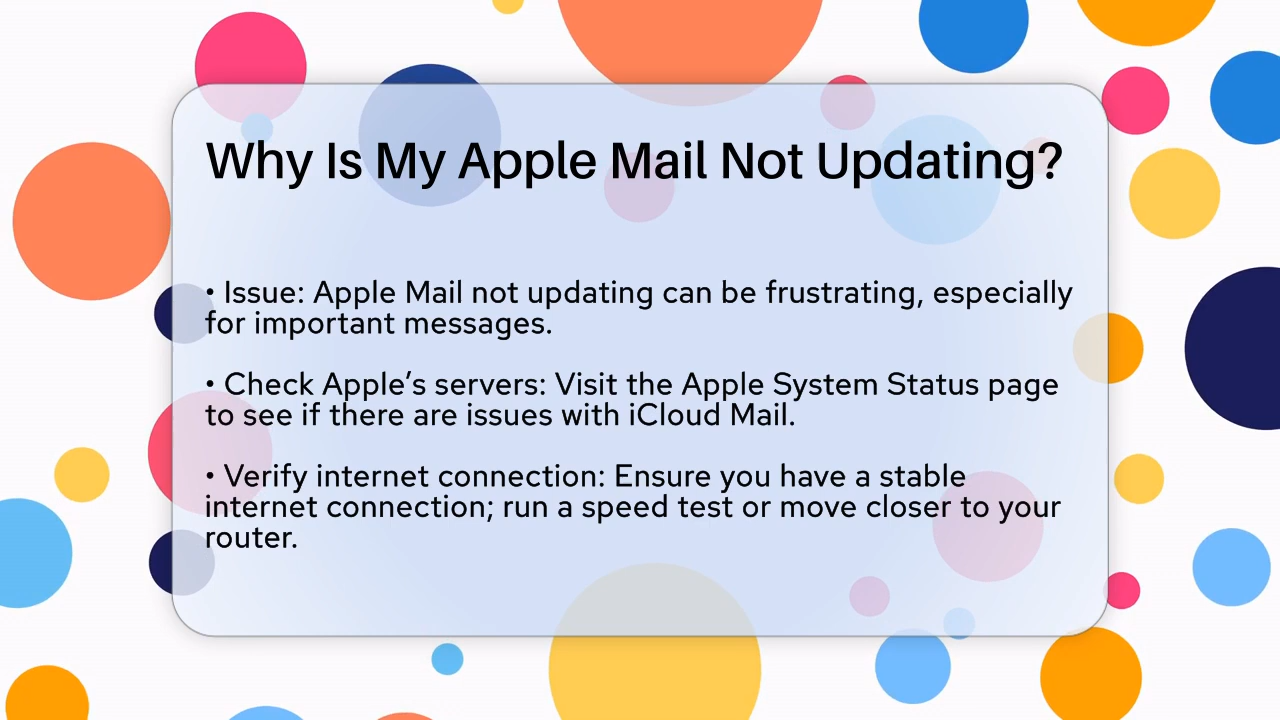 Why Is My Apple Mail Not Updating?
• Issue: Apple Mail not updating can be frustrating, especially
for important messages.
• Check Apple’s servers: Visit the Apple System Status page
to see if there are issues with iCloud Mail.
• Verify internet connection: Ensure you have a stable
internet connection; run a speed test or move closer to your
router.